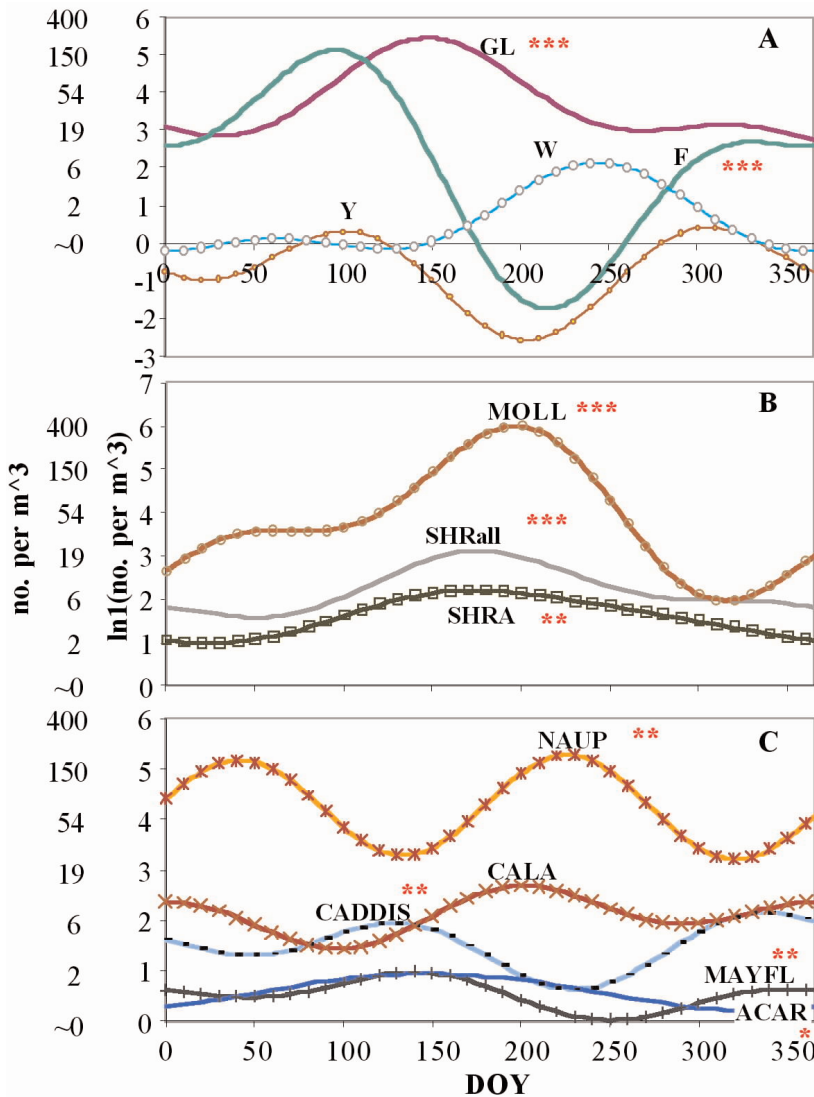 400 6 A
150 5 GL ***
54 4
19 3
6 2 W F ***
2 1 Y
~0 0
0 50 100 150 200 250 300 350
-1
-2
-3
7 B
400 6 MOLL ***
150 5
54 4
19 3 SHRall ***
6 2 SHRA **
2 1
~0 0
no. per m^3
ln1(no. per m^3)
400 6 C
150 5 NAUP **
54 4
19 3 CALA
6 2 CADDIS **
2 1 MAYFL **
~0 0 ACAR
*
0 50 100 150 200 250 300 350
DOY